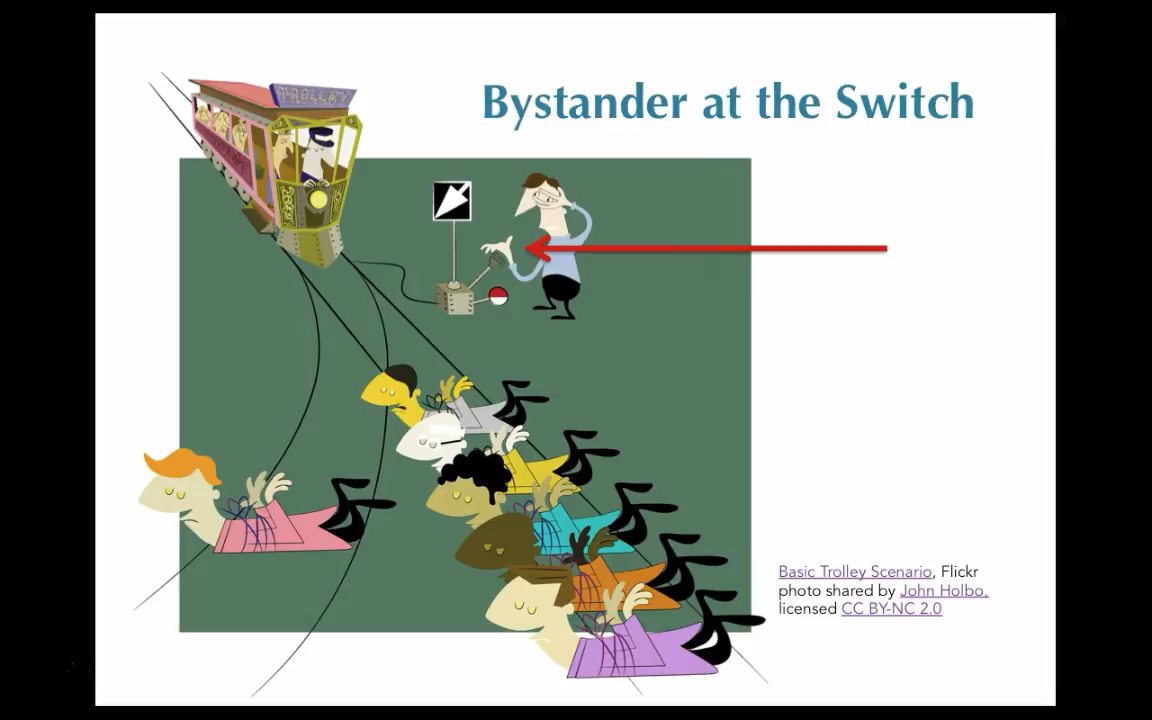 TROLLEY
Bystander at the Switch
Basic Trolley Scenario, Flickr
photo shared by John Holbo,
licensed CC BY-NC 2.0